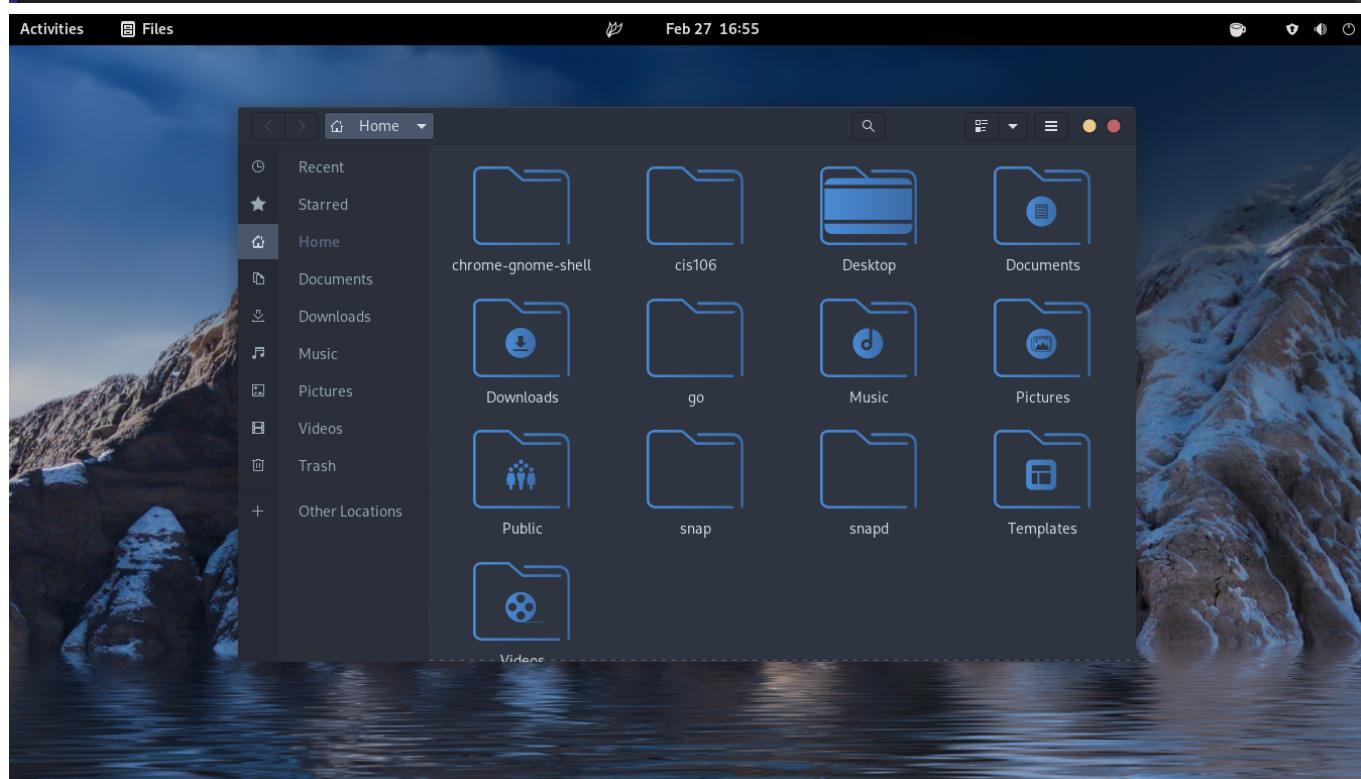 Activities Files Feb 27 16:55
Home
Recent
Starred
Home
Documents
Downloads
Music
Pictures
Videos
Trash
Other Locations
chrome-gnome-shell cis106 Desktop Documents
Downloads go Music Pictures
Public snap snapd Templates
Videos